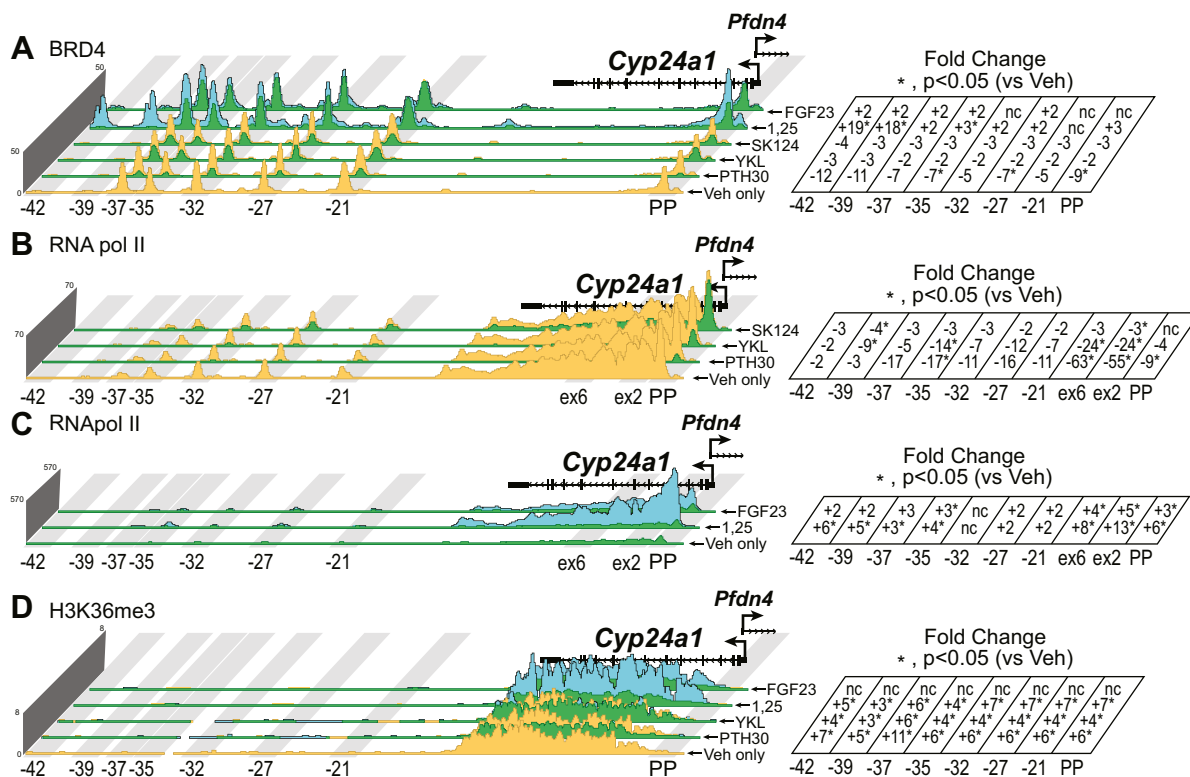 A BRD4
Pfdn4
Cyp24a1
50
50
0
FGF23
1,25
SK124
YKL
PTH30
Veh only
-42 -39 -37 -35 -32 -27 -21 PP
Fold Change
*, p<0.05 (vs Veh)
+2 +2 +2 +2 nc +2 nc nc
+19* +18* +2 +3* +2 +2 nc +3
-4 -3
-3 -3 -2 -2 -2 -2 -2 -2
-12 -11 -7 -7* -5 -7* -5 -9*
-42 -39 -37 -35 -32 -27 -21 PP
B RNA pol II
Pfdn4
Cyp24a1
70
70
0
SK124
YKL
PTH30
Veh only
-42 -39 -37 -35 -32 -27 -21 ex6 ex2 PP
Fold Change
*, p<0.05 (vs Veh)
-3 -4* -3 -3 -3 -2 -2 -3 -3* nc
-2 -9* -5 -14* -7 -12 -7 -24* -24* -4
-2 -3 -17 -17* -11 -16 -11 -63* -55* -9*
-42 -39 -37 -35 -32 -27 -21 ex6 ex2 PP
C RNApol II
Pfdn4
Cyp24a1
570
570
0
FGF23
1,25
Veh only
-42 -39 -37 -35 -32 -27 -21 ex6 ex2 PP
Fold Change
*, p<0.05 (vs Veh)
+2 +2 +3 +3* nc +2 +2 +4* +5* +3*
+6* +5* +3* +4* nc +2 +2 +8* +13* +6*
-42 -39 -37 -35 -32 -27 -21 ex6 ex2 PP
D H3K36me3
Pfdn4
Cyp24a1
8
8
0
FGF23
1,25
YKL
PTH30
Veh only
-42 -39 -37 -35 -32 -27 -21 PP
Fold Change
*, p<0.05 (vs Veh)
nc nc nc nc nc nc nc nc
+5* +3* +6* +4* +7* +7* +7* +7*
+4* +3* +6* +4* +4* +4* +4* +4*
+7* +5* +11* +6* +6* +6* +6* +6*
-42 -39 -37 -35 -32 -27 -21 PP